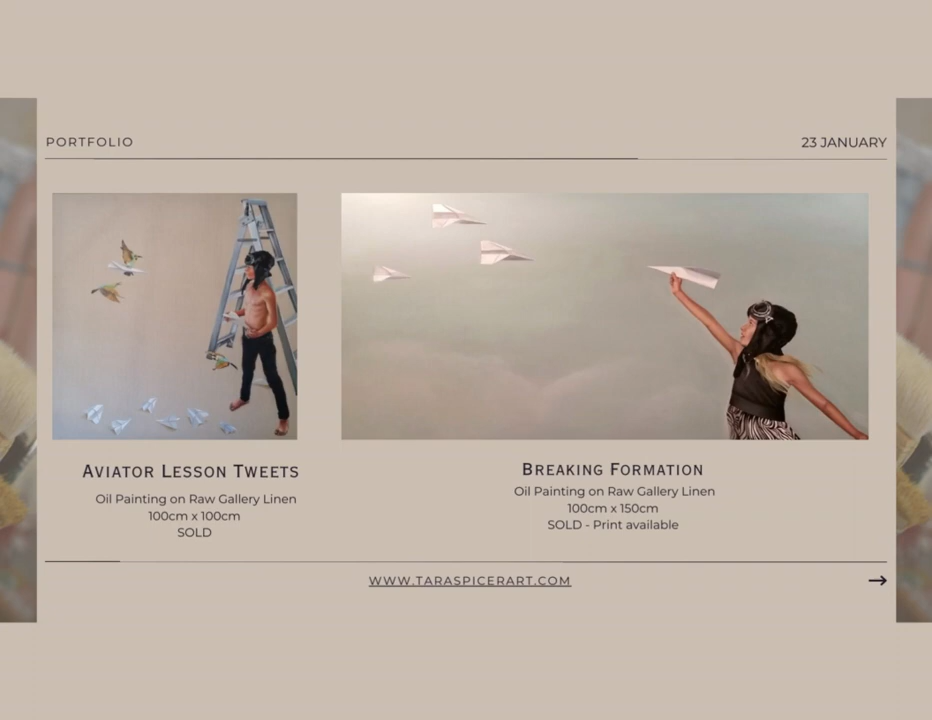 PORTFOLIO
23 JANUARY
AVIATOR LESSON TWEETS
Oil Painting on Raw Gallery Linen
100cm x 100cm
SOLD
BREAKING FORMATION
Oil Painting on Raw Gallery Linen
100cm x 150cm
SOLD - Print available
WWW.TARASPICERART.COM